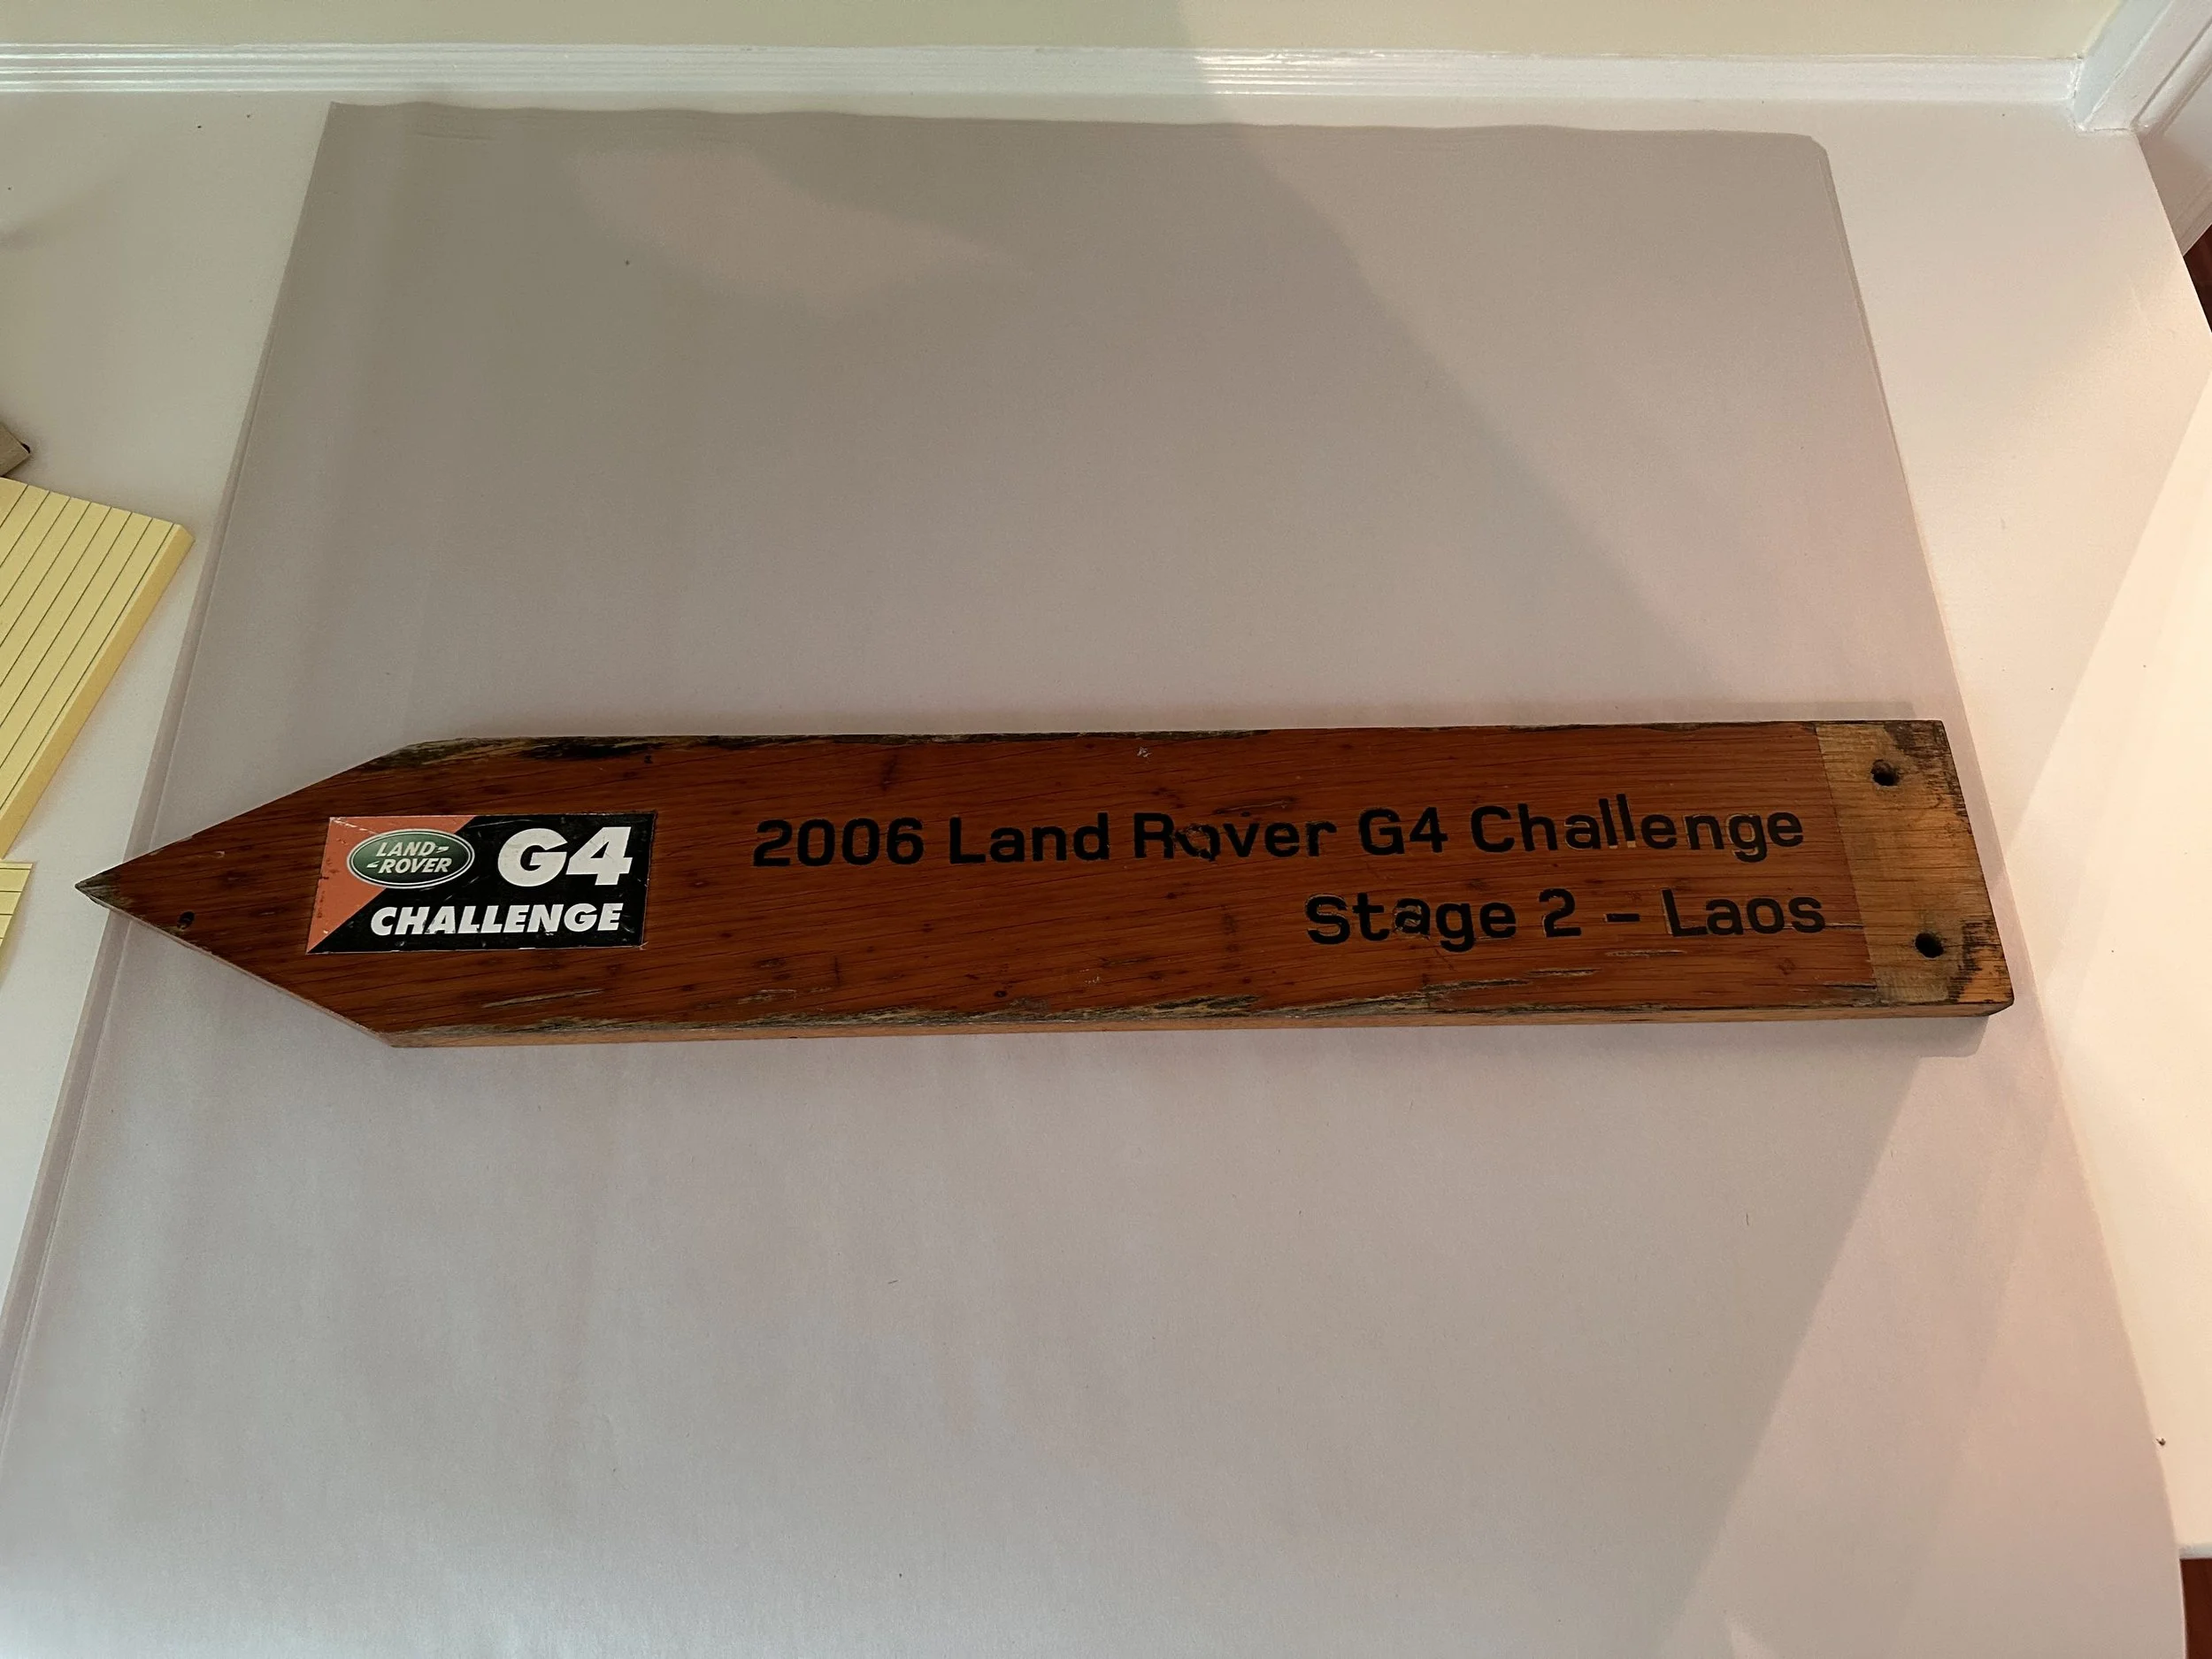 LAND-
-ROVER
G4
CHALLENGE
2006 Land Rover G4 Challenge
Stage 2 - Laos